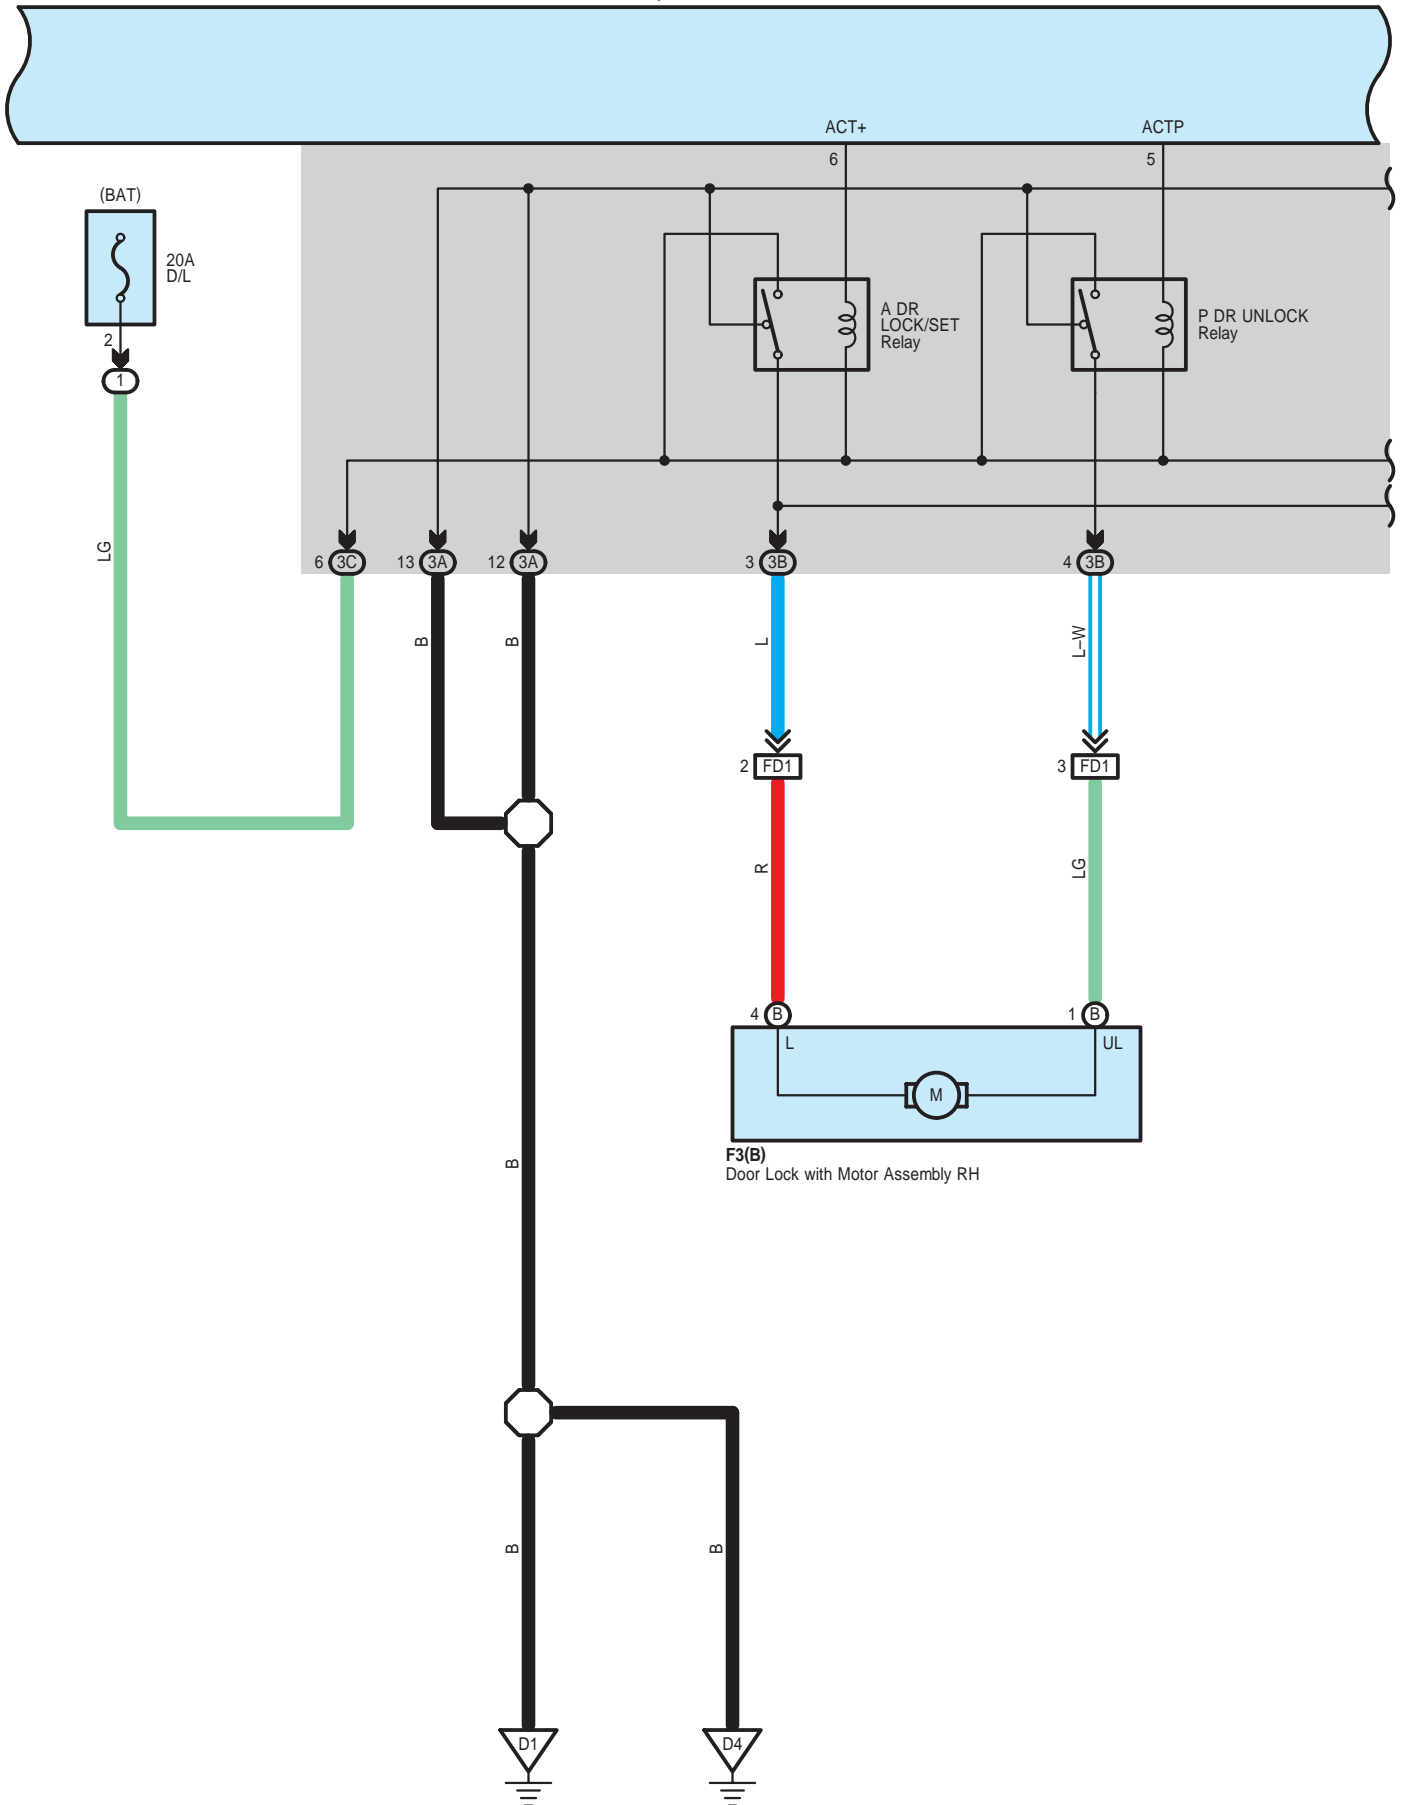 ACT+
ACTP
6
5
(BAT)
20A
D/L
A DR
LOCK/SET
Relay
P DR UNLOCK
Relay
2
1
LG
6 3C
13 3A
12 3A
3 3B
4 3B
B
B
L
L–W
2 FD1
3 FD1
R
LG
4 B
1 B
L
UL
M
F3(B)
Door Lock with Motor Assembly RH
B
B
B
D1
D4